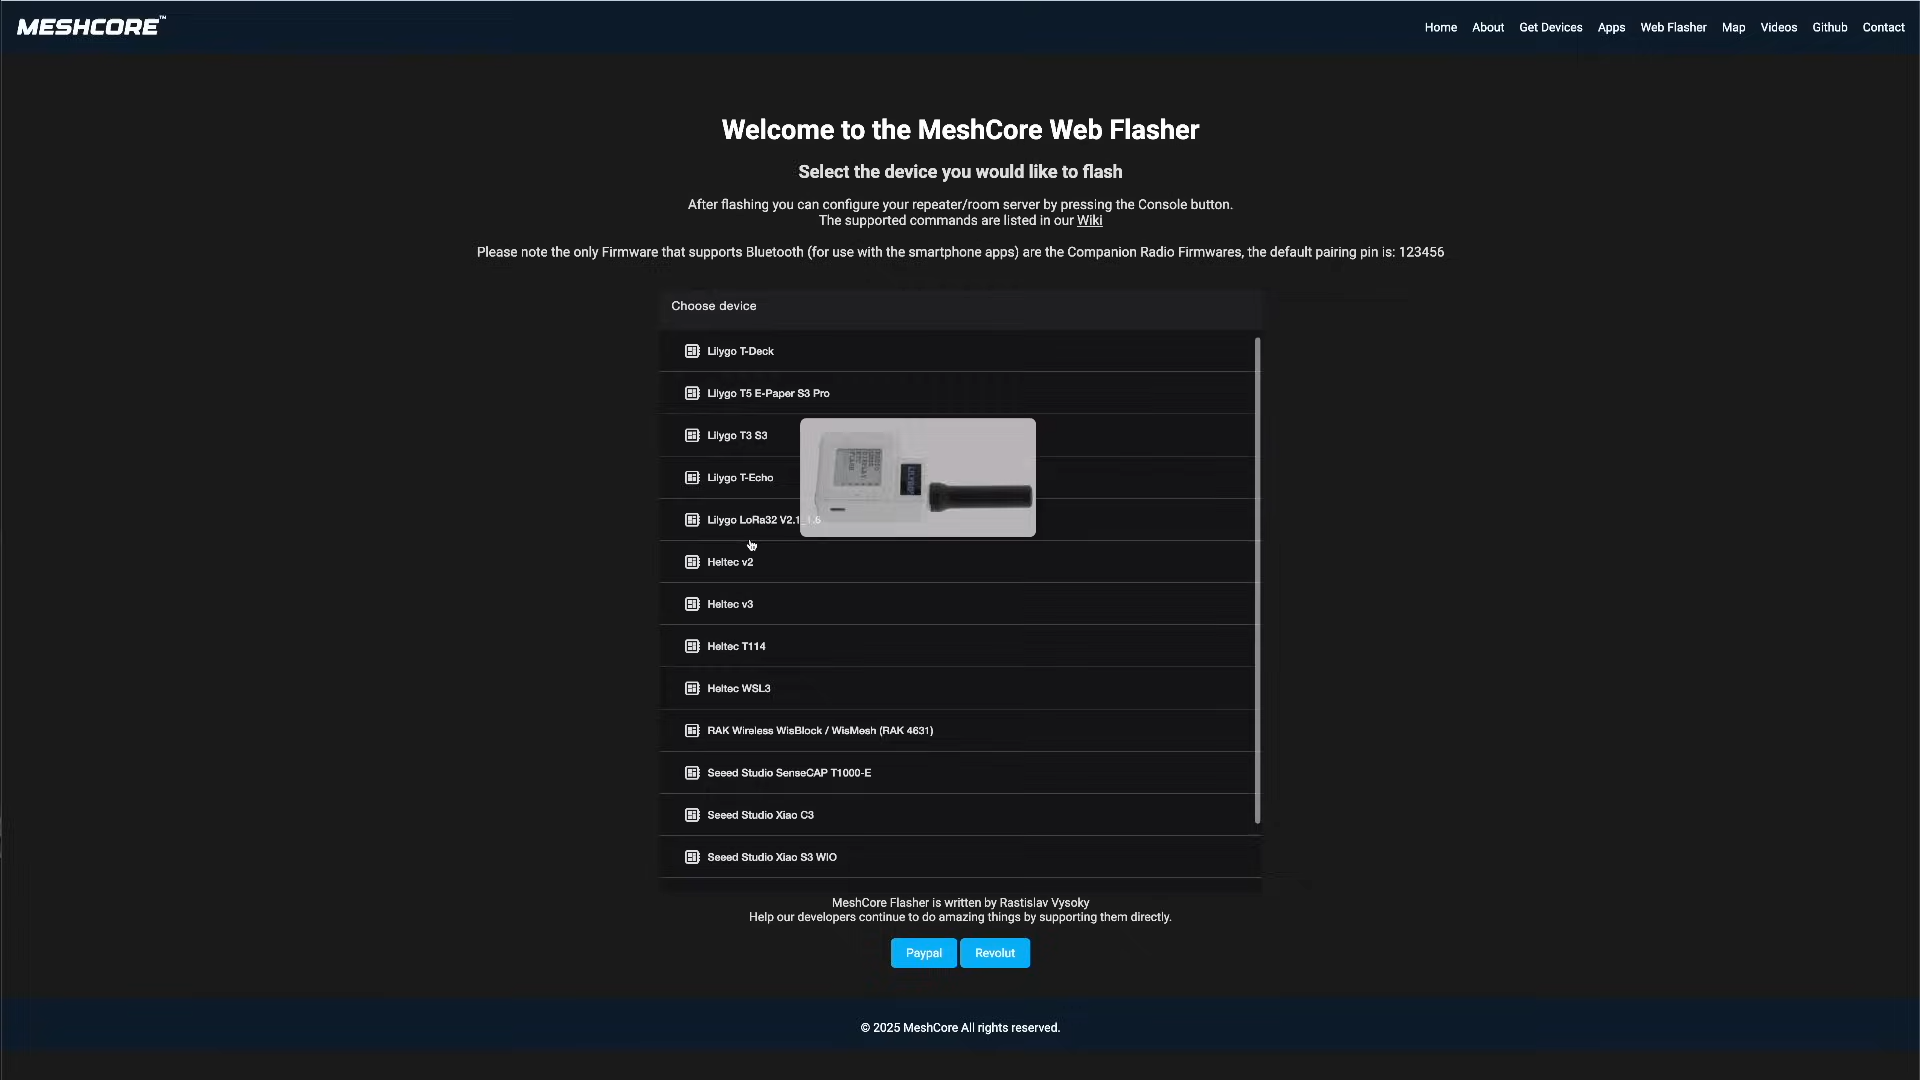 MESHCORE™
Home About Get Devices Apps Web Flasher Map Videos Github Contact
Welcome to the MeshCore Web Flasher
Select the device you would like to flash
After flashing you can configure your repeater/room server by pressing the Console button.
The supported commands are listed in our Wiki
Please note the only Firmware that supports Bluetooth (for use with the smartphone apps) are the Companion Radio Firmwares, the default pairing pin is: 123456
Choose device
Lilygo T-Deck
Lilygo T5 E-Paper S3 Pro
Lilygo T3 S3
Lilygo T-Echo
Lilygo LoRa32 V2.1_1.6
Heltec v2
Heltec v3
Heltec T114
Heltec WSL3
RAK Wireless WisBlock / WisMesh (RAK 4631)
Seeed Studio SenseCAP T1000-E
Seeed Studio Xiao C3
Seeed Studio Xiao S3 WIO
MeshCore Flasher is written by Rastislav Vysoky
Help our developers continue to do amazing things by supporting them directly.
Paypal Revolut
© 2025 MeshCore All rights reserved.